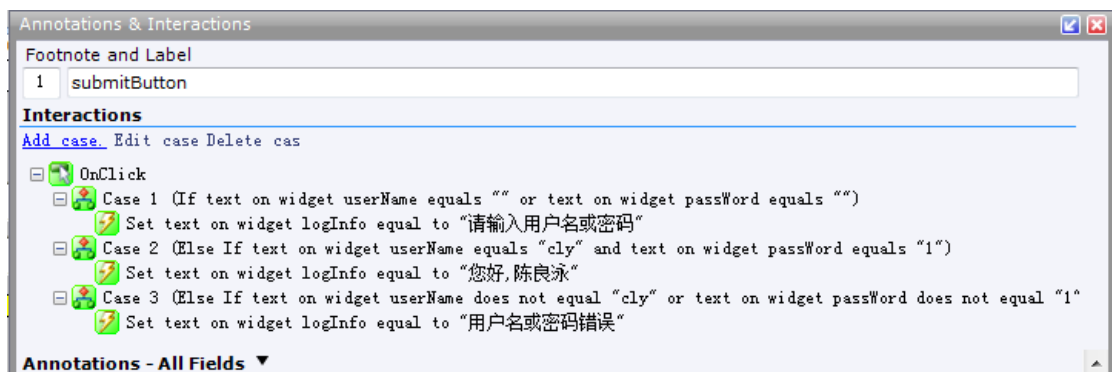 Annotations & Interactions
Footnote and Label
1 submitButton
Interactions
Add case. Edit case Delete cas
OnClick
Case 1 (If text on widget userName equals "" or text on widget passWord equals "")
Set text on widget logInfo equal to "请输入用户名或密码"
Case 2 (Else If text on widget userName equals "cly" and text on widget passWord equals "1")
Set text on widget logInfo equal to "您好,陈良泳"
Case 3 (Else If text on widget userName does not equal "cly" or text on widget passWord does not equal "1"
Set text on widget logInfo equal to "用户名或密码错误"
Annotations - All Fields ▼